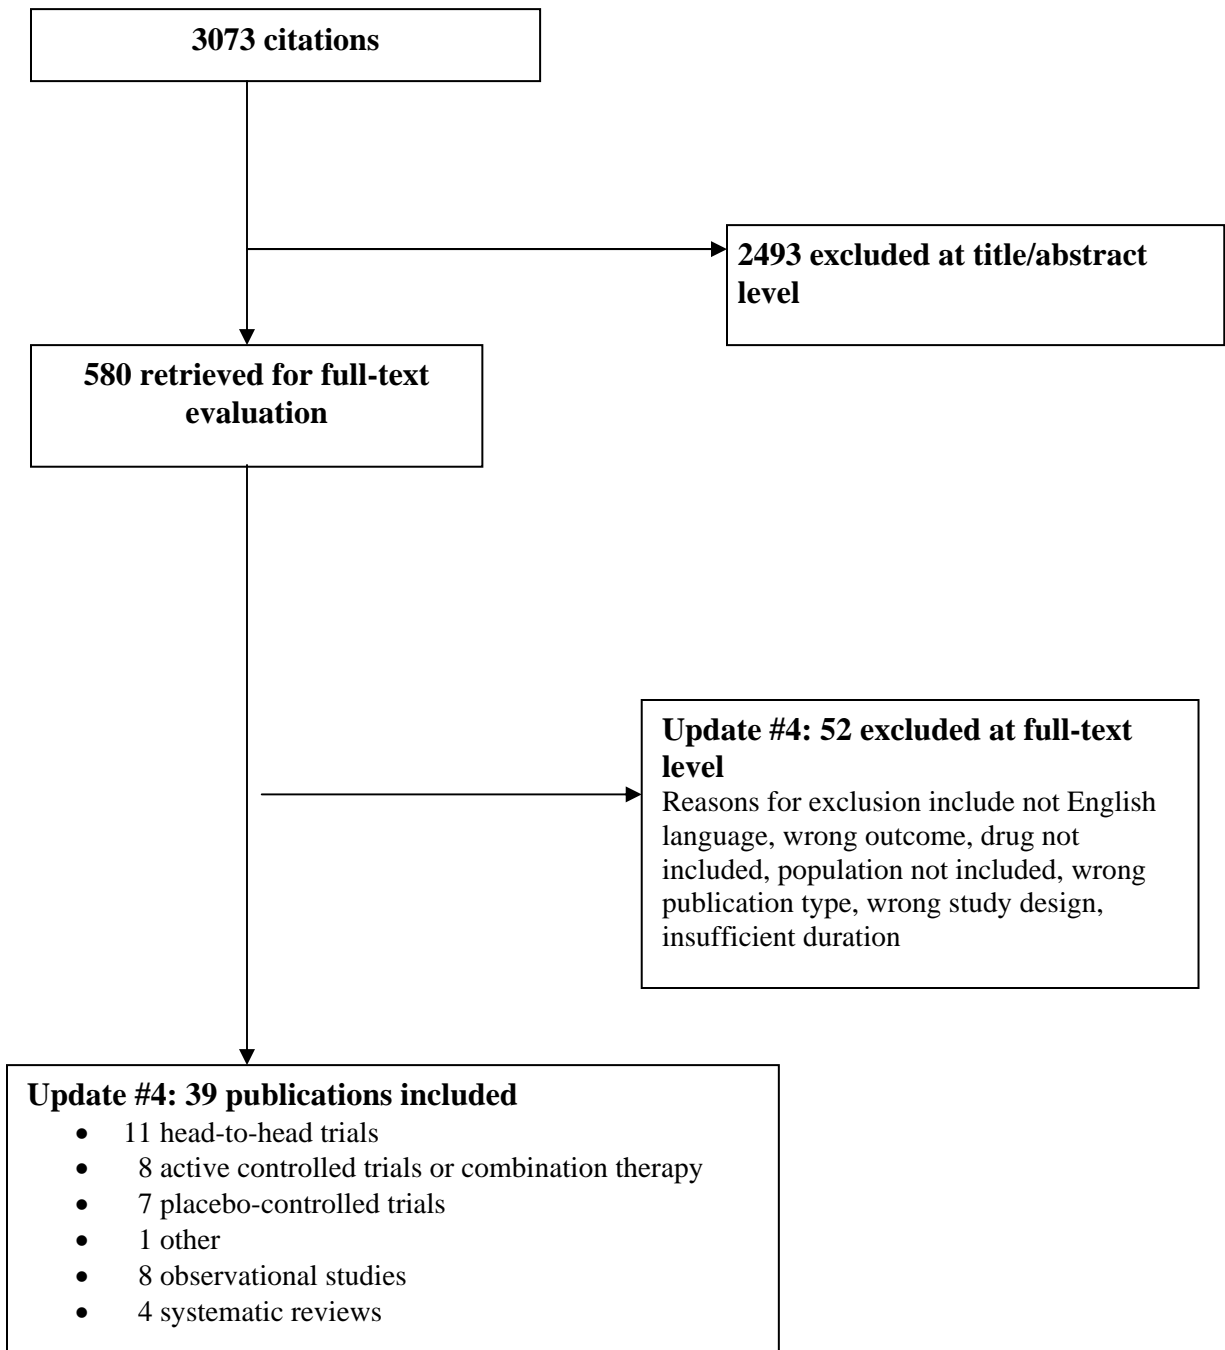 3073 citations
2493 excluded at title/abstract
level
580 retrieved for full-text
evaluation
Update #4: 52 excluded at full-text
level
Reasons for exclusion include not English
language, wrong outcome, drug not
included, population not included, wrong
publication type, wrong study design,
insufficient duration
Update #4: 39 publications included
• 11 head-to-head trials
• 8 active controlled trials or combination therapy
• 7 placebo-controlled trials
• 1 other
• 8 observational studies
• 4 systematic reviews